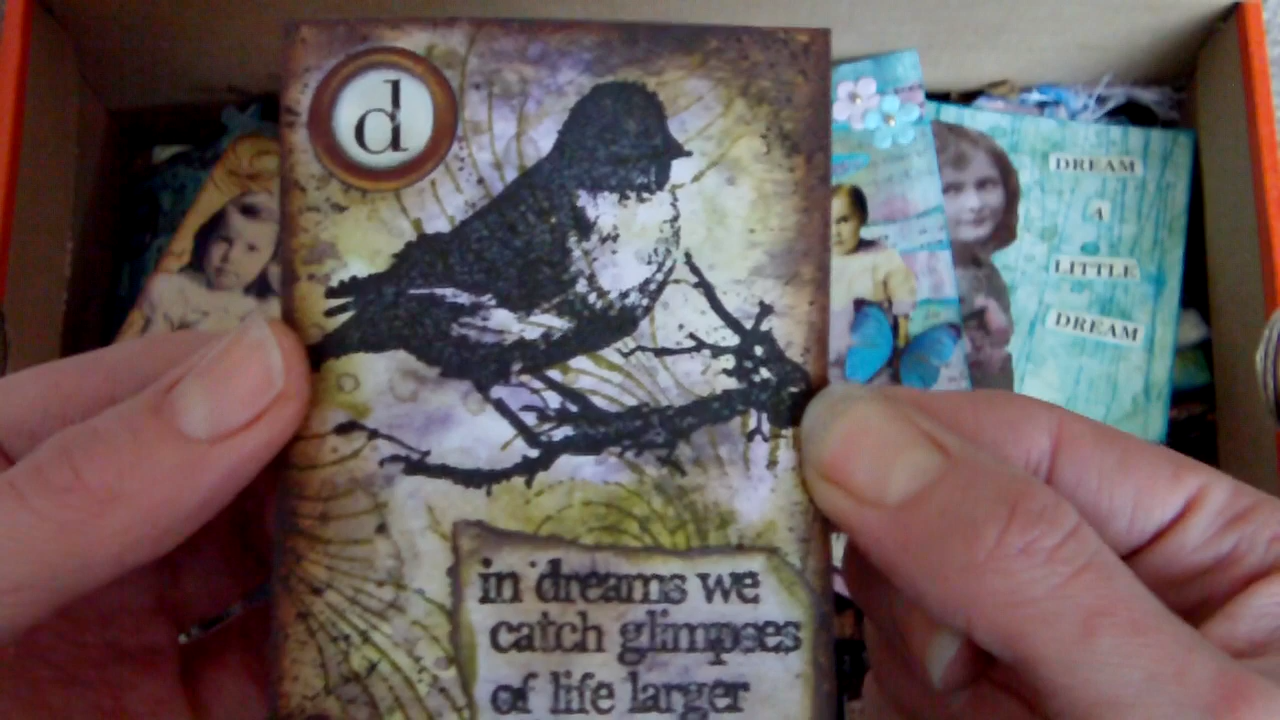 d
in dreams we
catch glimpses
of life larger
DREAM
A
LITTLE
DREAM